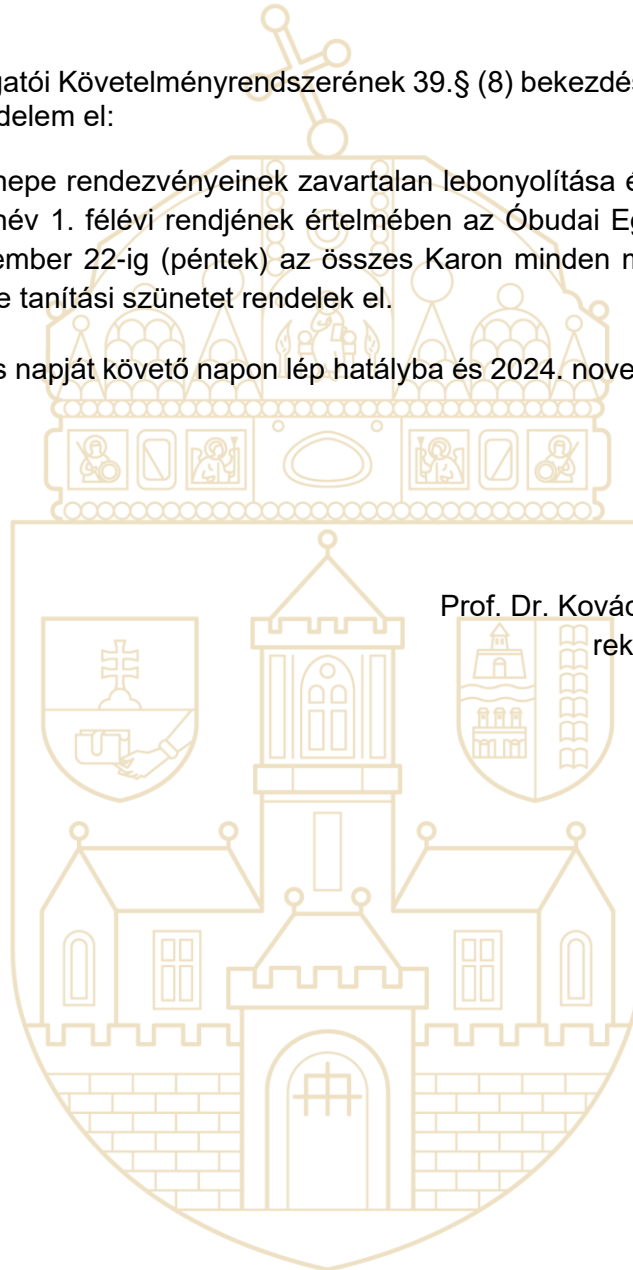 gatói Követelményrendszerének 39.§ (8) bekezdés
delem el:
nepe rendezvényeinek zavartalan lebonyolítása é
név 1. félévi rendjének értelmében az Óbudai Eg
ember 22-ig (péntek) az összes Karon minden n
e tanítási szünetet rendelek el.
s napját követő napon lép hatályba és 2024. nove
Prof. Dr. Kovác
rek